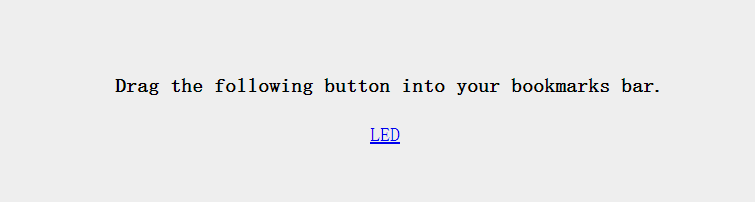 Drag the following button into your bookmarks bar.
LED